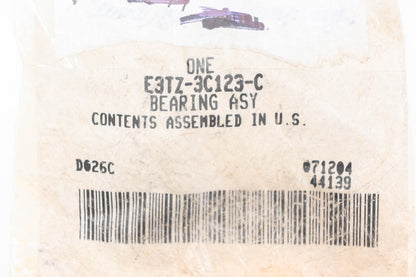 ONE
E3TZ-3C123-C
BEARING ASY
CONTENTS ASSEMBLED IN U.S.
D626C 071204
44139